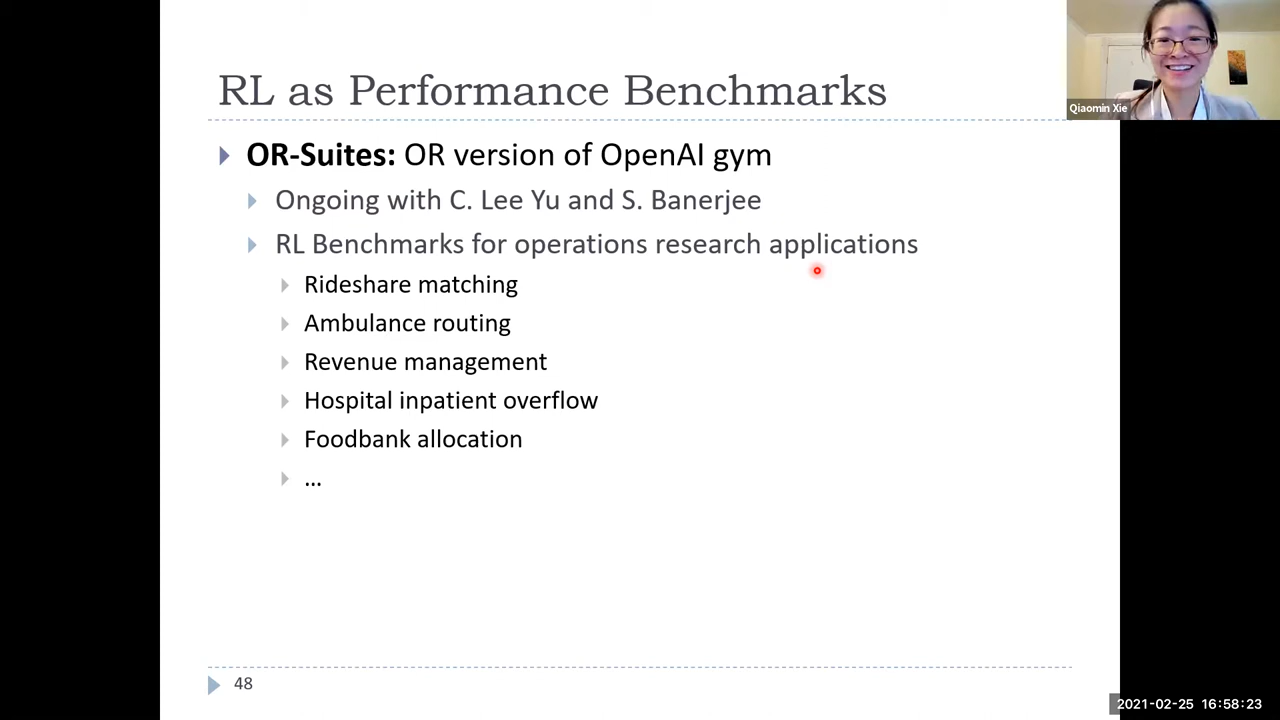 RL as Performance Benchmarks
Qiaomin Xie
OR-Suites: OR version of OpenAI gym
Ongoing with C. Lee Yu and S. Banerjee
RL Benchmarks for operations research applications
Rideshare matching
Ambulance routing
Revenue management
Hospital inpatient overflow
Foodbank allocation
...
48
2021-02-25 16:58:23